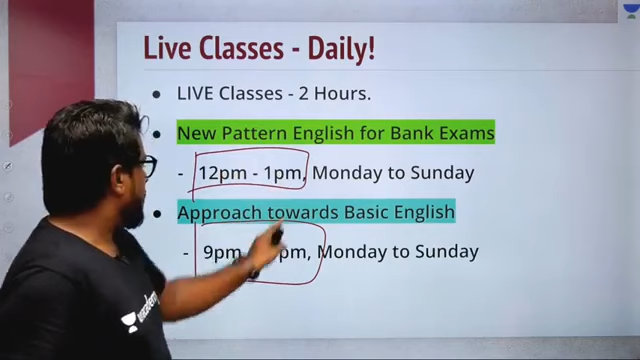 Live Classes - Daily!
● LIVE Classes - 2 Hours.
● New Pattern English for Bank Exams
- 12pm - 1pm, Monday to Sunday
● Approach towards Basic English
- 9pm pm, Monday to Sunday
unacademy